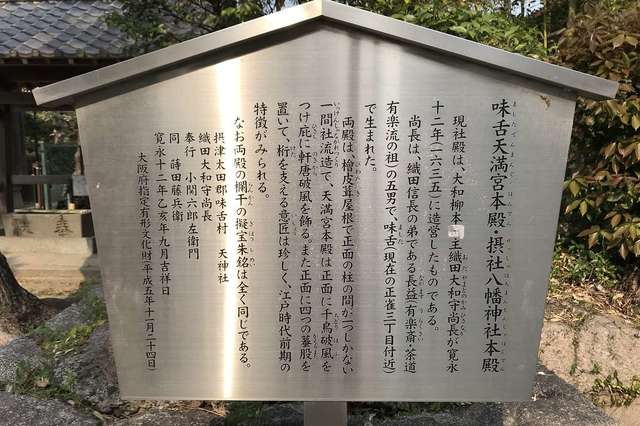 味舌天満宮本殿・摂社八幡神社本殿
現社殿は、大和柳本 主織田大和守尚長が寛永
十二年(一六三五)に造営したものである。
尚長は、織田信長の弟である長益(有楽斎・茶道
有楽流の祖)の五男で、味舌(現在の正雀三丁目付近)
で生まれた。
両殿は、檜皮葺屋根で正面の柱の間が二つしかない
一間社流造で、天満宮本殿は正面に千鳥破風を
つけ庇に軒唐破風を飾る。また正面に四つの蟇股を
置いて、桁を支える意匠は珍しく、江戸時代前期の
特徴がみられる。
なお両殿の欄干の擬宝朱銘は全く同じである。
摂津太田郡味舌村 天神社
織田大和守尚長
奉行 小関六郎左衛門
同 蒔田藤兵衛
寛永十二年乙亥年九月吉祥日
大阪府指定有形文化財(平成五年十一月二十四日)